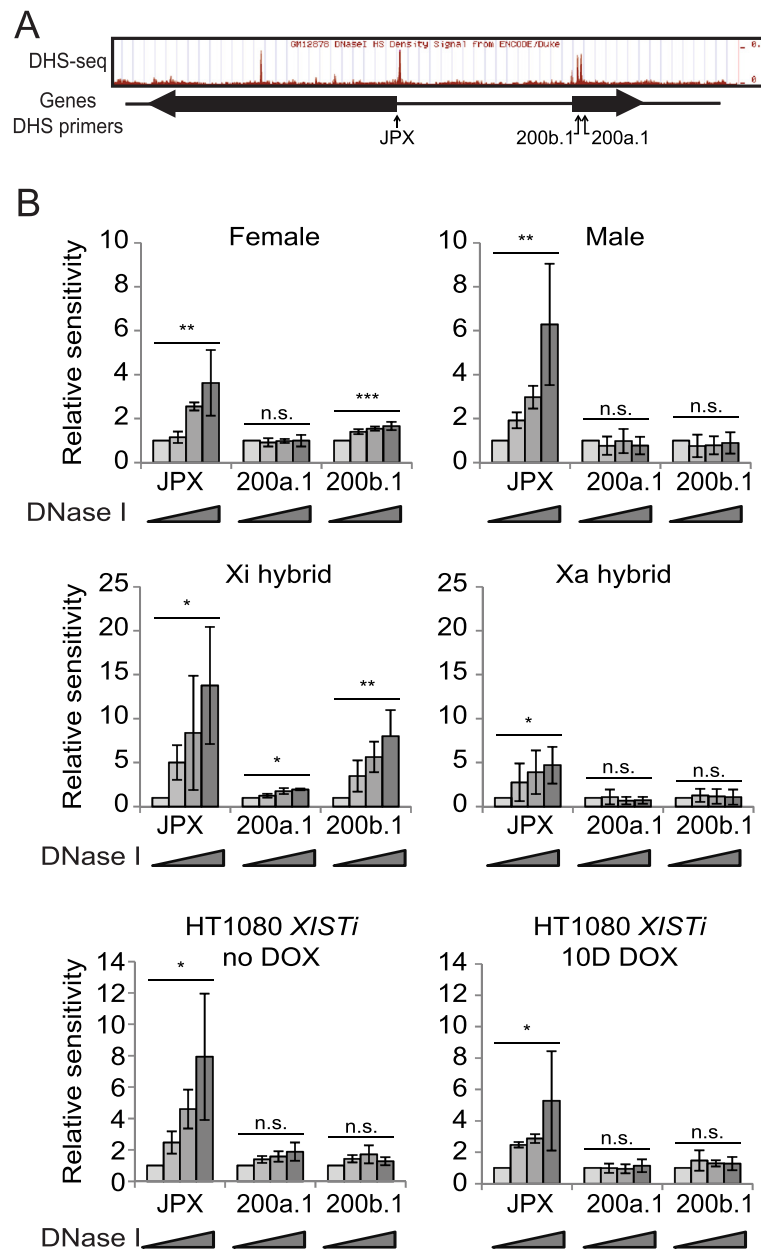 A
GM12878 DNaseI HS Density Signal from ENCODE/Duke
0.
DHS-seq
0
Genes
DHS primers
JPX
200b.1
200a.1
B
Female
Male
Relative sensitivity
10
8
6
4
2
0
**
n.s.
***
JPX 200a.1 200b.1
10
8
6
4
2
0
**
n.s.
n.s.
JPX 200a.1 200b.1
DNase I
Xi hybrid
Xa hybrid
Relative sensitivity
25
20
15
10
5
0
*
*
**
JPX 200a.1 200b.1
25
20
15
10
5
0
*
n.s.
n.s.
JPX 200a.1 200b.1
DNase I
HT1080 XISTi
no DOX
HT1080 XISTi
10D DOX
Relative sensitivity
14
12
10
8
6
4
2
0
*
n.s.
n.s.
JPX 200a.1 200b.1
14
12
10
8
6
4
2
0
*
n.s.
n.s.
JPX 200a.1 200b.1
DNase I